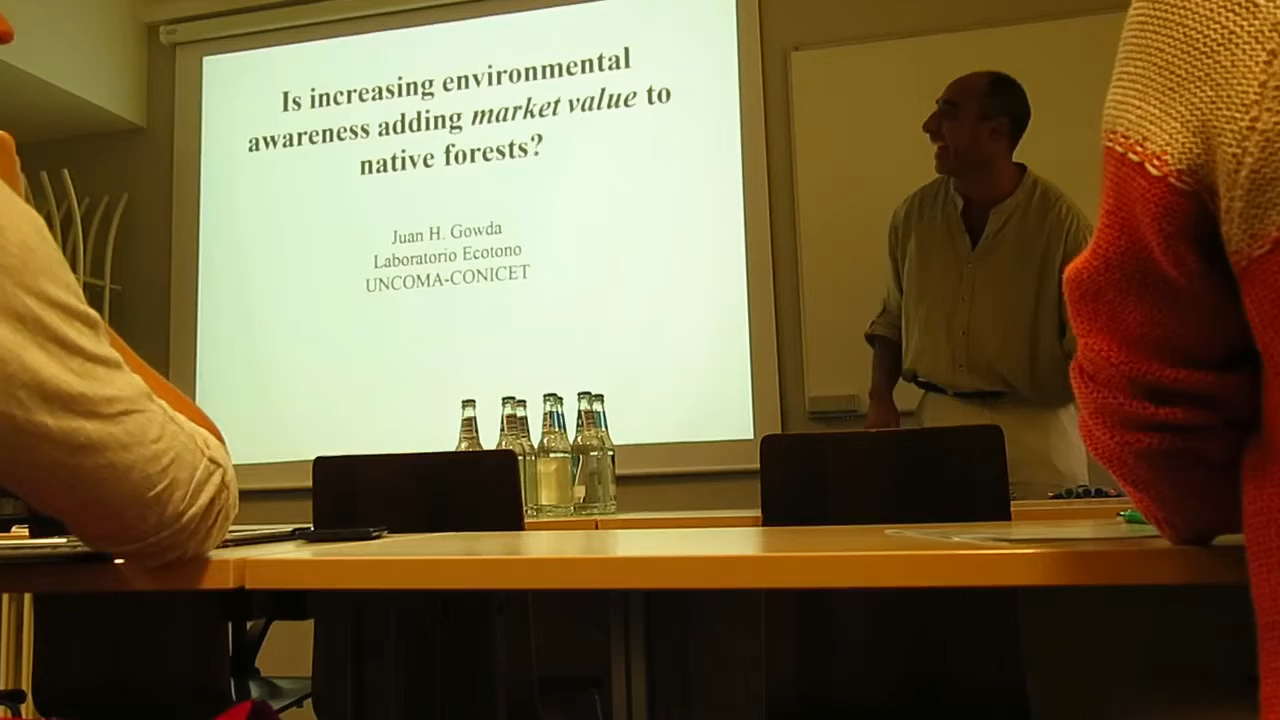 Is increasing environmental
awareness adding market value to
native forests?
Juan H. Gowda
Laboratorio Ecotono
UNCOMA-CONICET